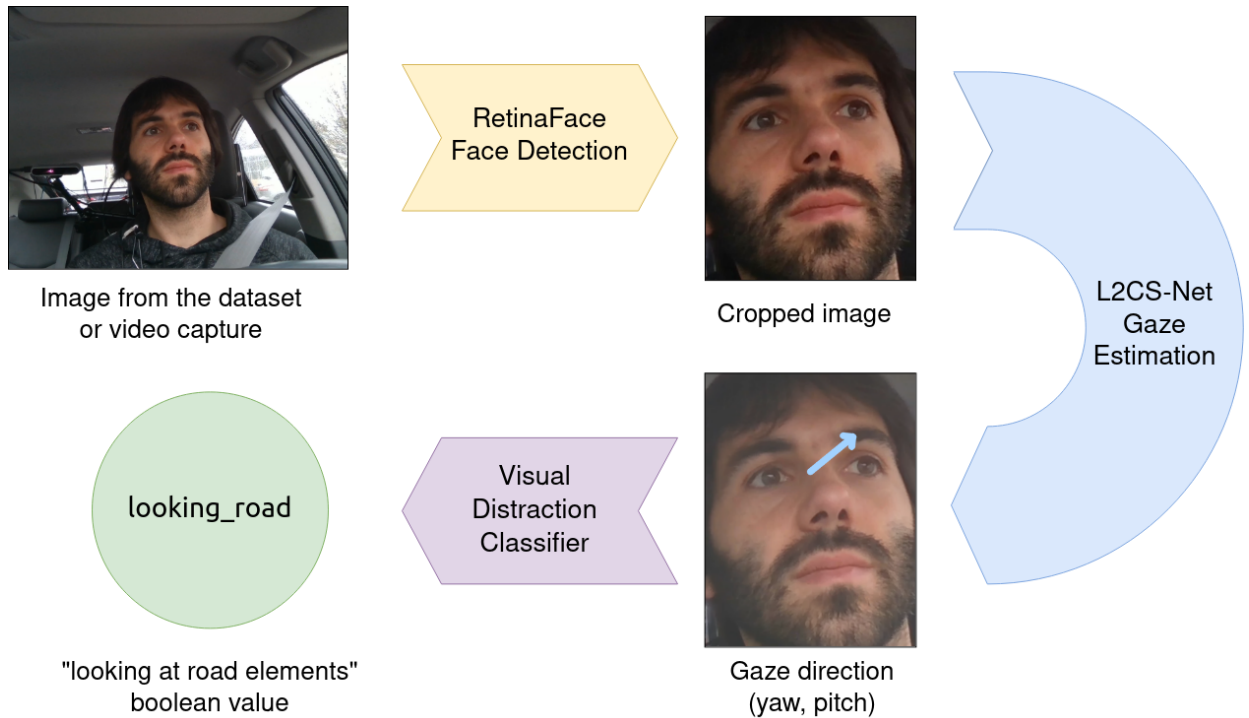 RetinaFace
Face Detection
Image from the dataset
or video capture
Cropped image
L2CS-Net
Gaze
Estimation
Gaze direction
(yaw, pitch)
Visual
Distraction
Classifier
looking_road
"looking at road elements"
boolean value